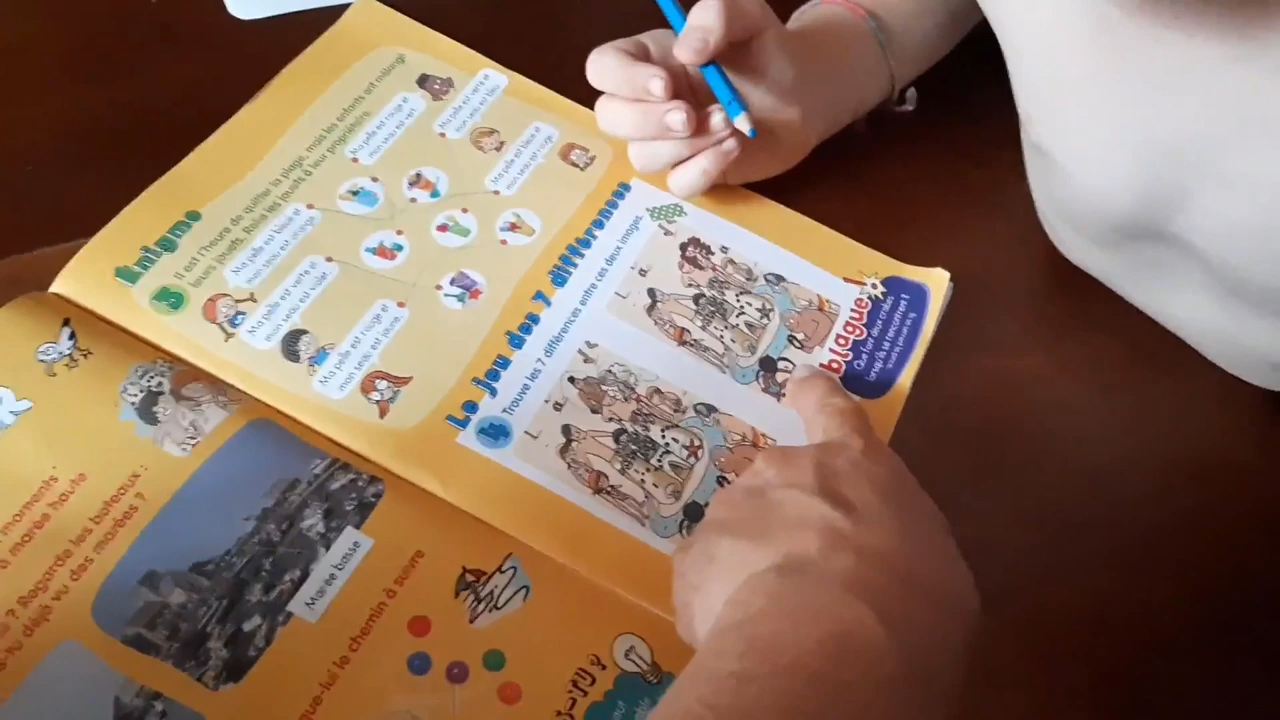 Enigme
3 Il est l'heure de quitter la plage, mais les enfants ont mélangé
leurs jouets. Relie les jouets à leur propriétaire.
Ma pelle est rouge et
mon seau est vert.
Ma pelle est verte et
mon seau est bleu.
Ma pelle est bleue et
mon seau est rouge.
Ma pelle est bleue et
mon seau est orange.
Ma pelle est verte et
mon seau est violet.
Ma pelle est rouge et
mon seau est jaune.
Le jeu des 7 différences
4 Trouve les 7 différences entre ces deux images.
blague !
Que font deux crabes
lorsqu'ils se rencontrent ?
moments
à marée haute
? Regarde les bateaux :
déjà vu des marées ?
Marée basse
que-lui le chemin à suivre